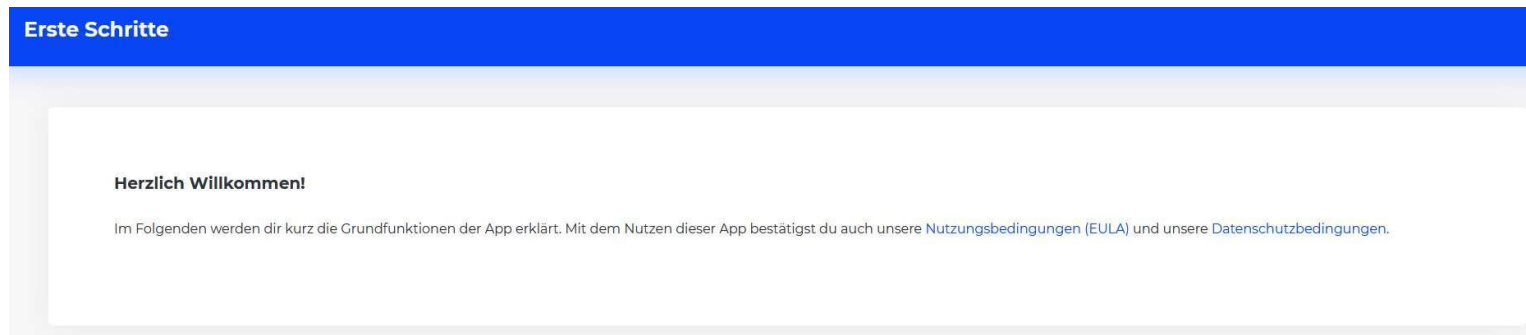 Erste Schritte
Herzlich Willkommen!
Im Folgenden werden dir kurz die Grundfunktionen der App erklärt. Mit dem Nutzen dieser App bestätigst du auch unsere Nutzungsbedingungen (EULA) und unsere Datenschutzbedingungen.